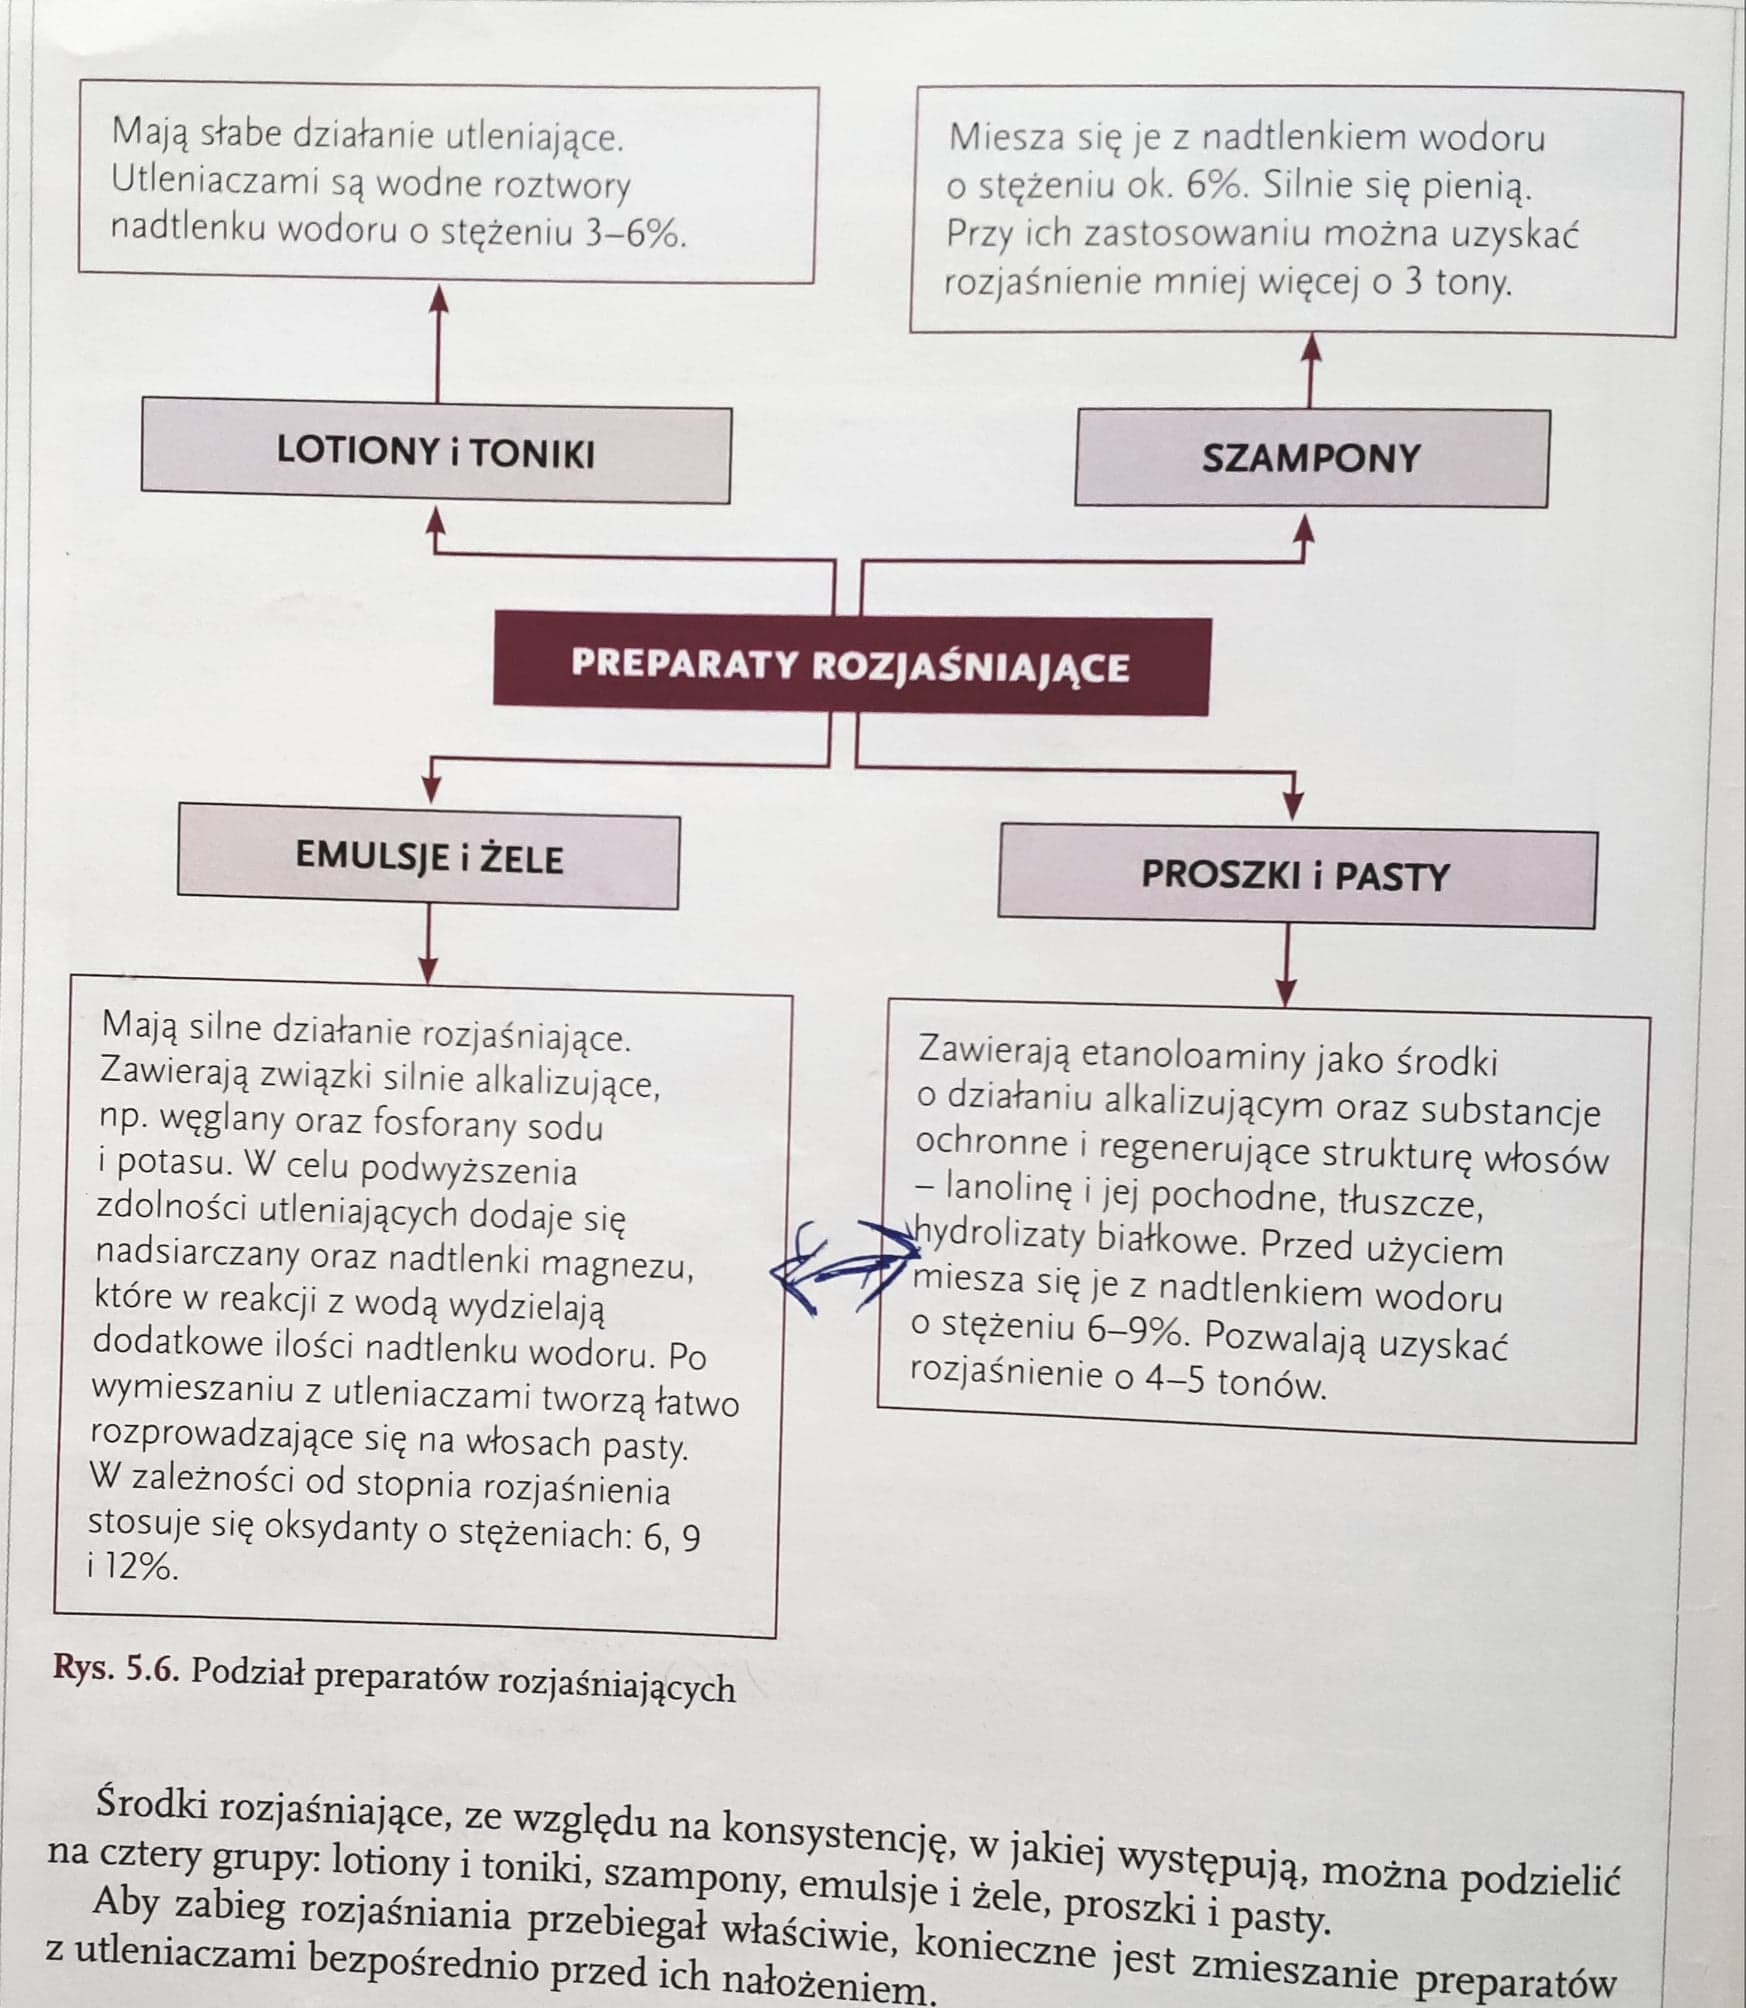 Mają słabe działanie utleniające.
Utleniaczami są wodne roztwory
nadtlenku wodoru o stężeniu 3–6%.
Miesza się je z nadtlenkiem wodoru
o stężeniu ok. 6%. Silnie się pienią.
Przy ich zastosowaniu można uzyskać
rozjaśnienie mniej więcej o 3 tony.
LOTIONY i TONIKI
SZAMPONY
PREPARATY ROZJAŚNIAJĄCE
EMULSJE i ŻELE
PROSZKI i PASTY
Mają silne działanie rozjaśniające.
Zawierają związki silnie alkalizujące,
np. węglany oraz fosforany sodu
i potasu. W celu podwyższenia
zdolności utleniających dodaje się
nadsiarczany oraz nadtlenki magnezu,
które w reakcji z wodą wydzielają
dodatkowe ilości nadtlenku wodoru. Po
wymieszaniu z utleniaczami tworzą łatwo
rozprowadzające się na włosach pasty.
W zależności od stopnia rozjaśnienia
stosuje się oksydanty o stężeniach: 6, 9
i 12%.
Zawierają etanoloaminy jako środki
o działaniu alkalizującym oraz substancje
ochronne i regenerujące strukturę włosów
– lanolinę i jej pochodne, tłuszcze,
hydrolizaty białkowe. Przed użyciem
miesza się je z nadtlenkiem wodoru
o stężeniu 6–9%. Pozwalają uzyskać
rozjaśnienie o 4–5 tonów.
Rys. 5.6. Podział preparatów rozjaśniających
Środki rozjaśniające, ze względu na konsystencję, w jakiej występują, można podzielić
na cztery grupy: lotiony i toniki, szampony, emulsje i żele, proszki i pasty.
Aby zabieg rozjaśniania przebiegał właściwie, konieczne jest zmieszanie preparatów
z utleniaczami bezpośrednio przed ich nałożeniem.